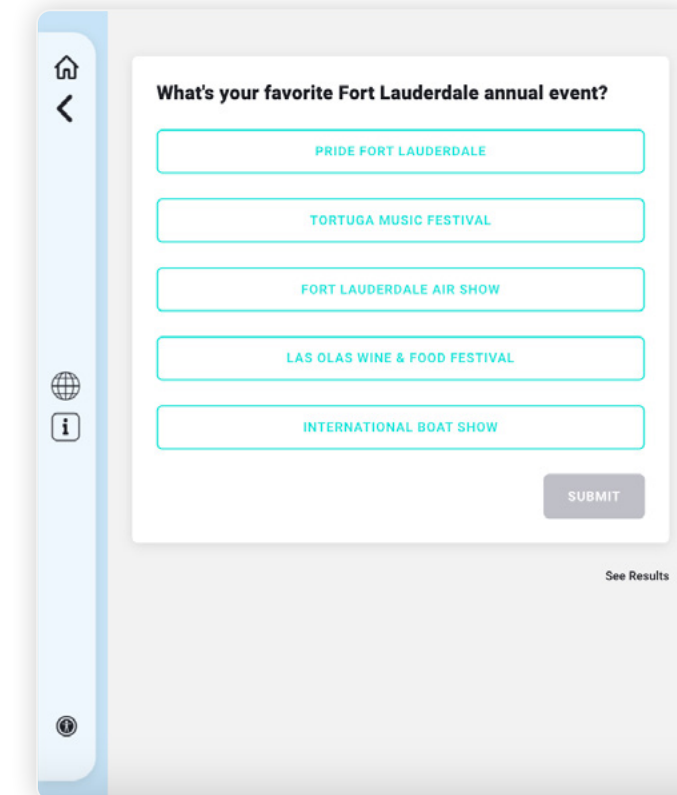 What's your favorite Fort Lauderdale annual event?
PRIDE FORT LAUDERDALE
TORTUGA MUSIC FESTIVAL
FORT LAUDERDALE AIR SHOW
LAS OLAS WINE & FOOD FESTIVAL
INTERNATIONAL BOAT SHOW
SUBMIT
See Results